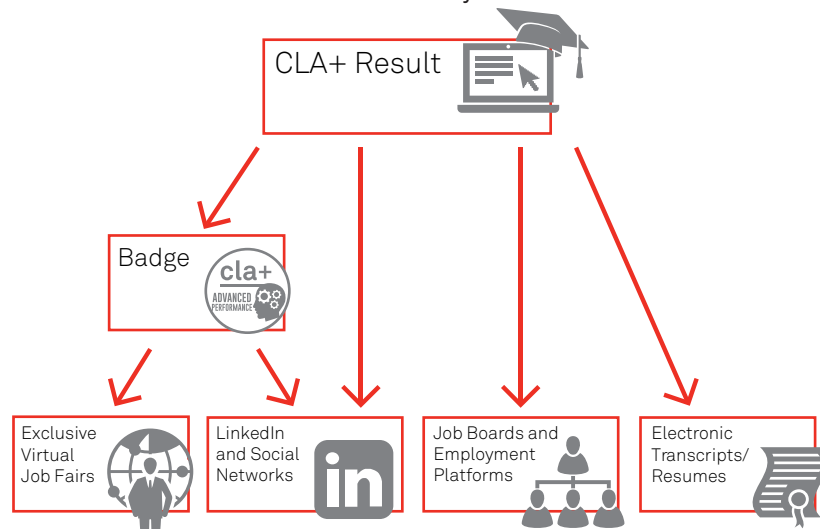 CLA+ Result
Badge
cla+
ADVANCED
PERFORMANCE
Exclusive
Virtual
Job Fairs
LinkedIn
and Social
Networks
in
Job Boards and
Employment
Platforms
Electronic
Transcripts/
Resumes